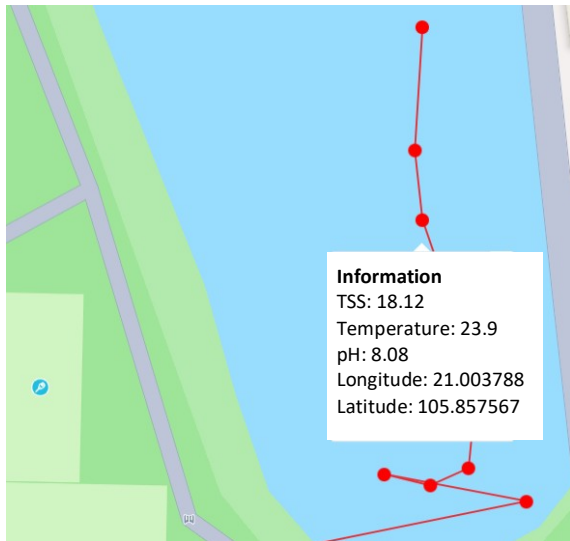 Information
TSS: 18.12
Temperature: 23.9
pH: 8.08
Longitude: 21.003788
Latitude: 105.857567